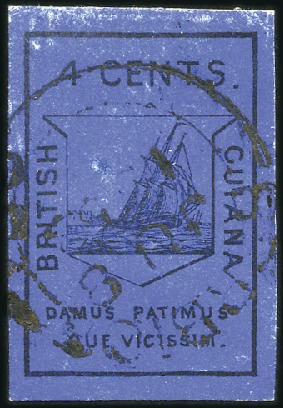 4 CENTS.
BRITISH
GUIANA
DAMUS PATIMUS
QUE VICISSIM.